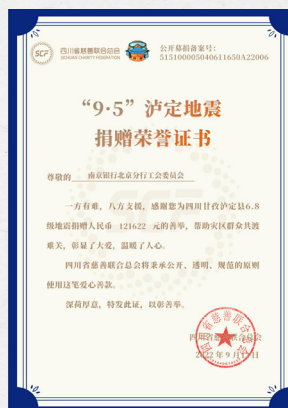 SCF
四川省慈善联合总会
SICHUAN CHARITY FEDERATION
公开募捐备案号：
51510000504061165OA22006
“9·5”泸定地震
捐赠荣誉证书
尊敬的 南京银行北京分行工会委员会
一方有难，八方支援，感谢您为四川甘孜泸定县6.8
级地震捐赠人民币 121622 元的善举，帮助灾区群众共渡
难关，彰显了大爱，温暖了人心。
四川省慈善联合总会将秉承公开，透明，规范的原则
使用这笔爱心善款。
深荷厚意，特发此证，以彰善举。
四川省慈善联合总会
2022年9月17日